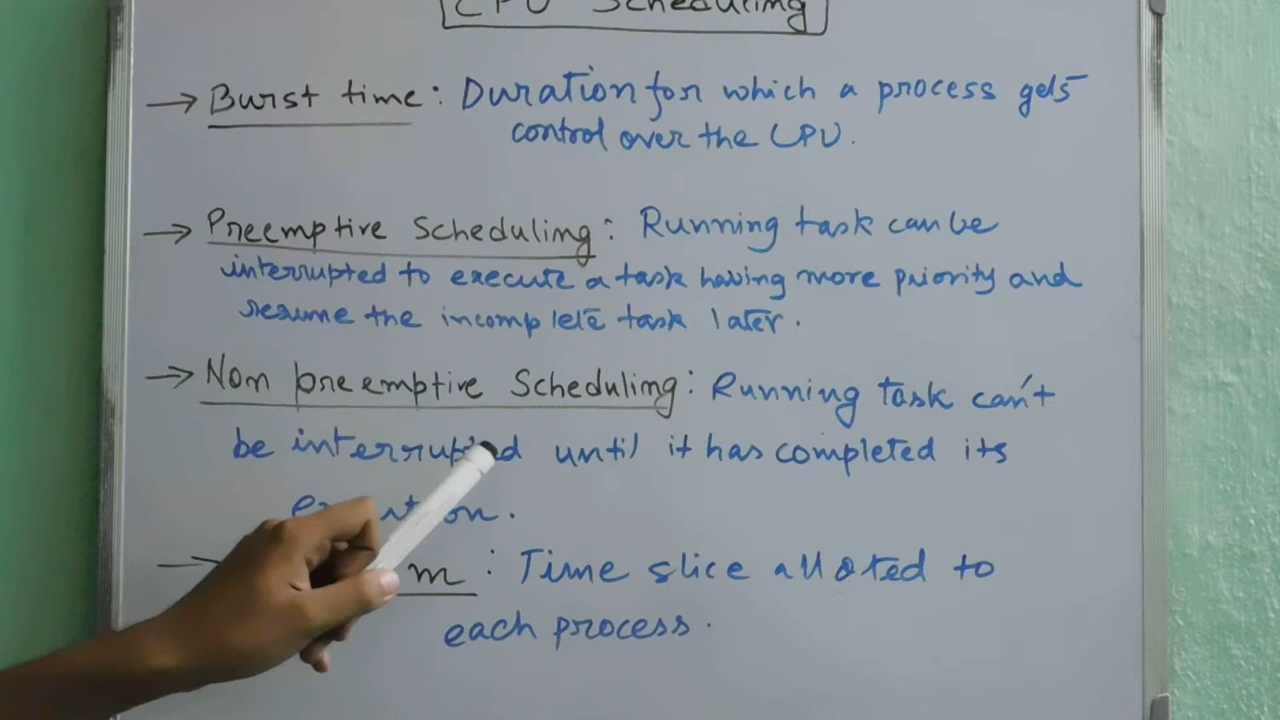 CPU Scheduling
→ Burst time: Duration for which a process gets
control over the CPU.
→ Preemptive Scheduling: Running task can be
interrupted to execute a task having more priority and
resume the incomplete task later.
→ Non preemptive Scheduling: Running task can't
be interrupted until it has completed its
: Time slice alloted to
each process.